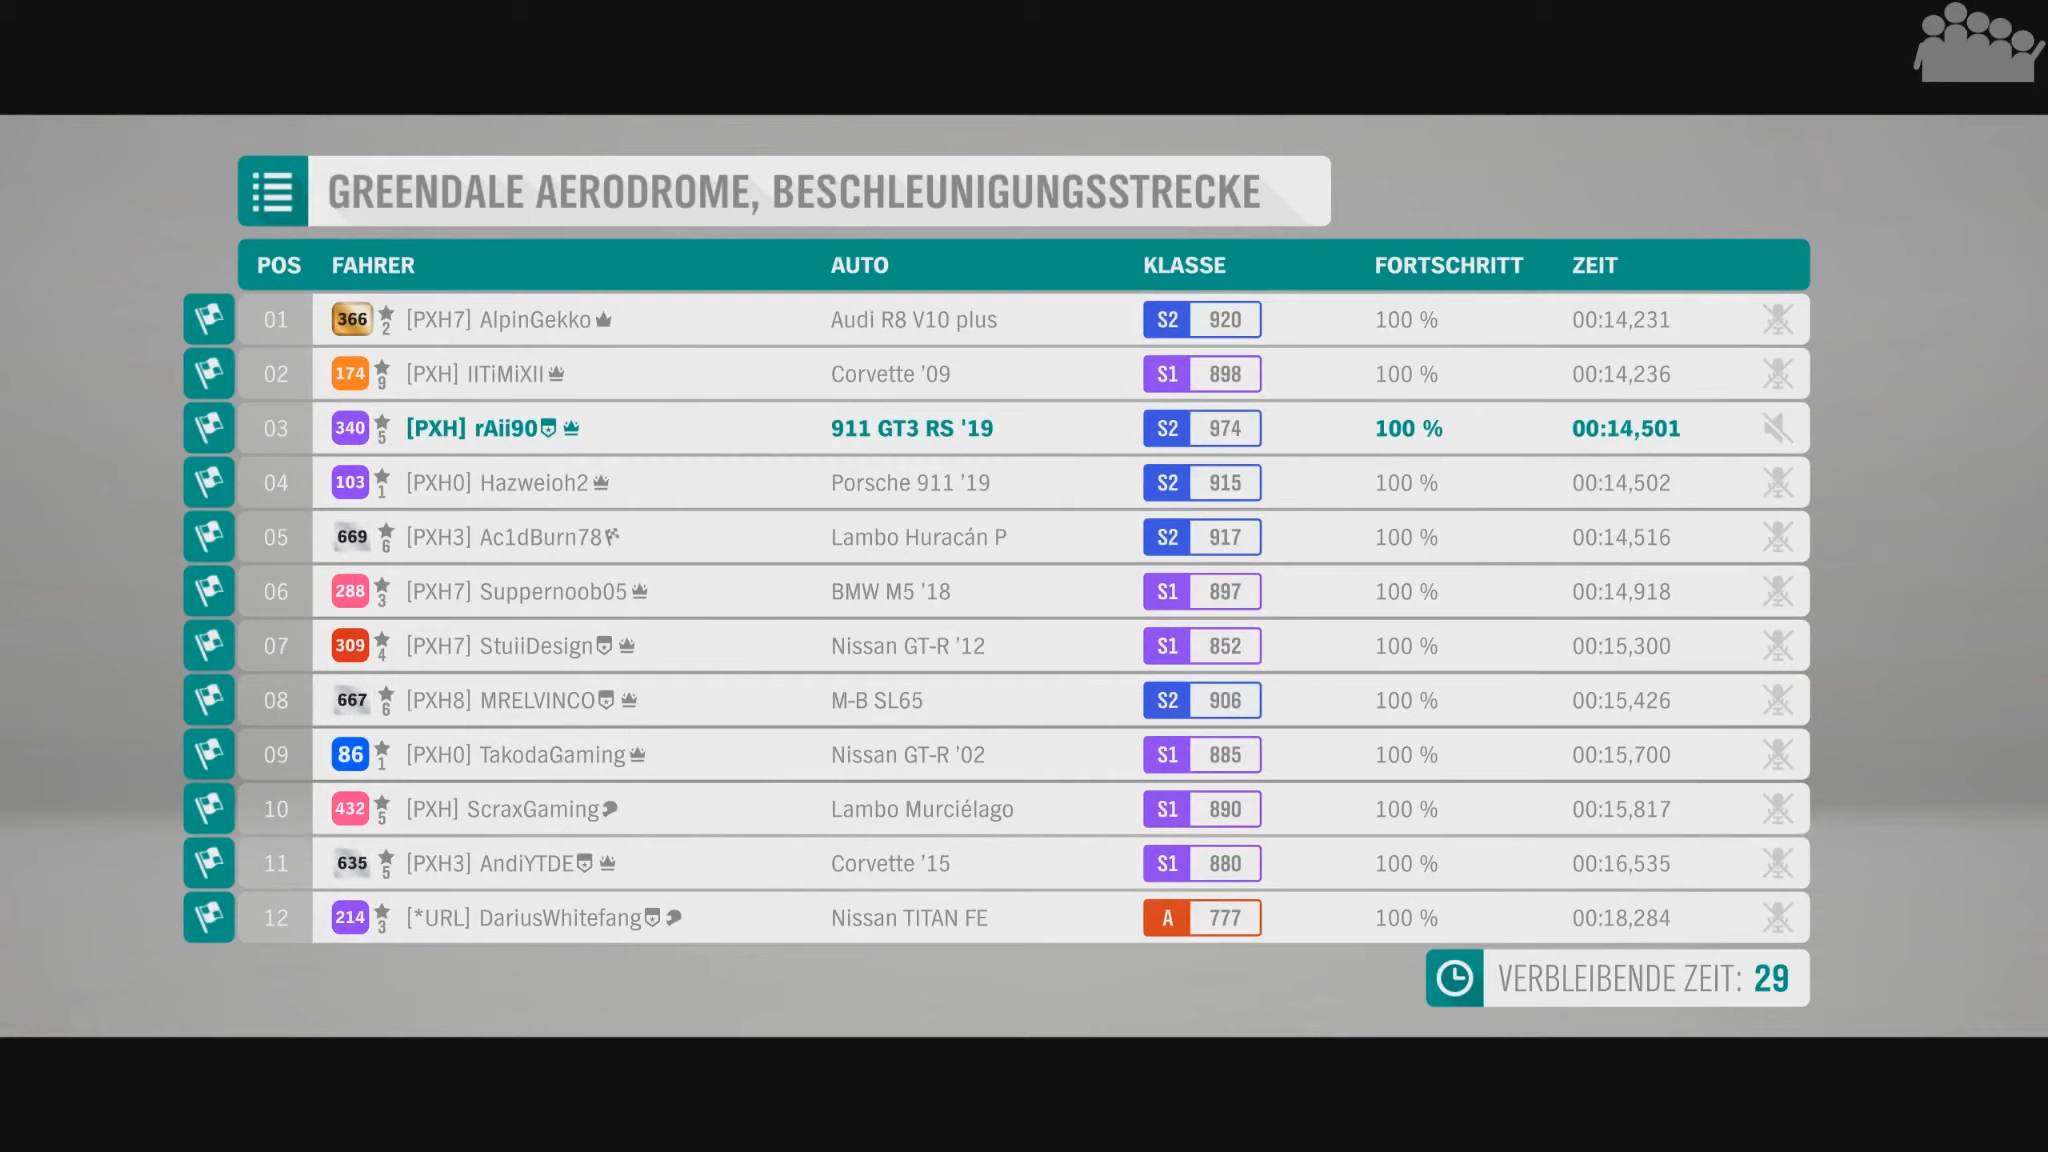 GREENDALE AERODROME, BESCHLEUNIGUNGSSTRECKE
POS FAHRER AUTO KLASSE FORTSCHRITT ZEIT
01 366 2 [PXH7] AlpinGekko Audi R8 V10 plus S2 920 100 % 00:14,231
02 174 9 [PXH] IITiMiXII Corvette '09 S1 898 100 % 00:14,236
03 340 5 [PXH] rAii90 911 GT3 RS '19 S2 974 100 % 00:14,501
04 103 1 [PXH0] Hazweioh2 Porsche 911 '19 S2 915 100 % 00:14,502
05 669 6 [PXH3] Ac1dBurn78 Lambo Huracán P S2 917 100 % 00:14,516
06 288 3 [PXH7] Suppernoob05 BMW M5 '18 S1 897 100 % 00:14,918
07 309 4 [PXH7] StuiiDesign Nissan GT-R '12 S1 852 100 % 00:15,300
08 667 6 [PXH8] MRELVINCO M-B SL65 S2 906 100 % 00:15,426
09 86 1 [PXH0] TakodaGaming Nissan GT-R '02 S1 885 100 % 00:15,700
10 432 5 [PXH] ScraxGaming Lambo Murciélago S1 890 100 % 00:15,817
11 635 5 [PXH3] AndiYTDE Corvette '15 S1 880 100 % 00:16,535
12 214 3 [*URL] DariusWhitefang Nissan TITAN FE A 777 100 % 00:18,284
VERBLEIBENDE ZEIT: 29